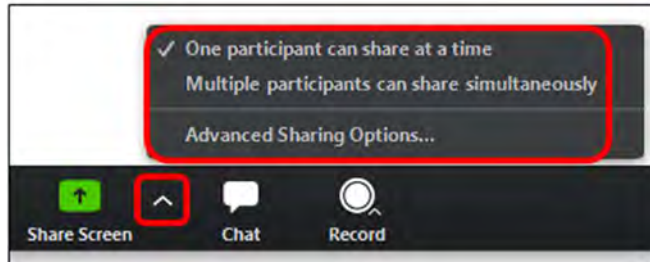 One participant can share at a time
Multiple participants can share simultaneously
Advanced Sharing Options...
Share Screen
Chat
Record